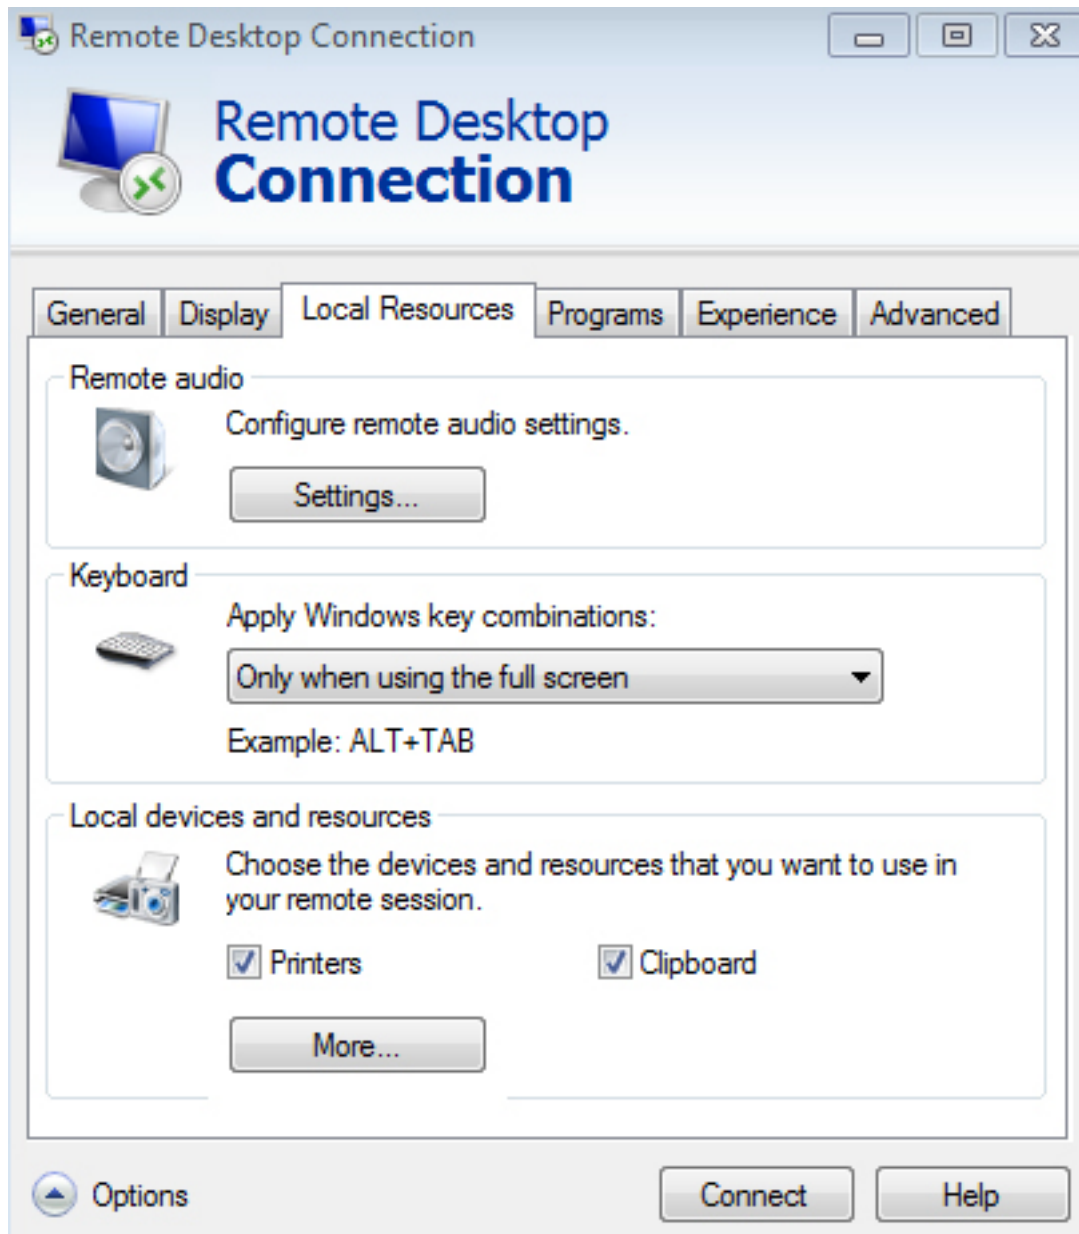 Remote Desktop Connection
Remote Desktop
Connection
General Display Local Resources Programs Experience Advanced
Remote audio
Configure remote audio settings.
Settings...
Keyboard
Apply Windows key combinations:
Only when using the full screen
Example: ALT+TAB
Local devices and resources
Choose the devices and resources that you want to use in
your remote session.
Printers Clipboard
More...
Options Connect Help